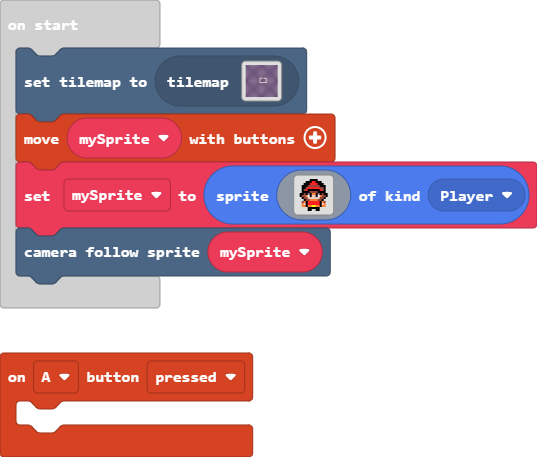 on start
set tilemap to tilemap
move mySprite with buttons
set mySprite to sprite of kind Player
camera follow sprite mySprite
on A button pressed